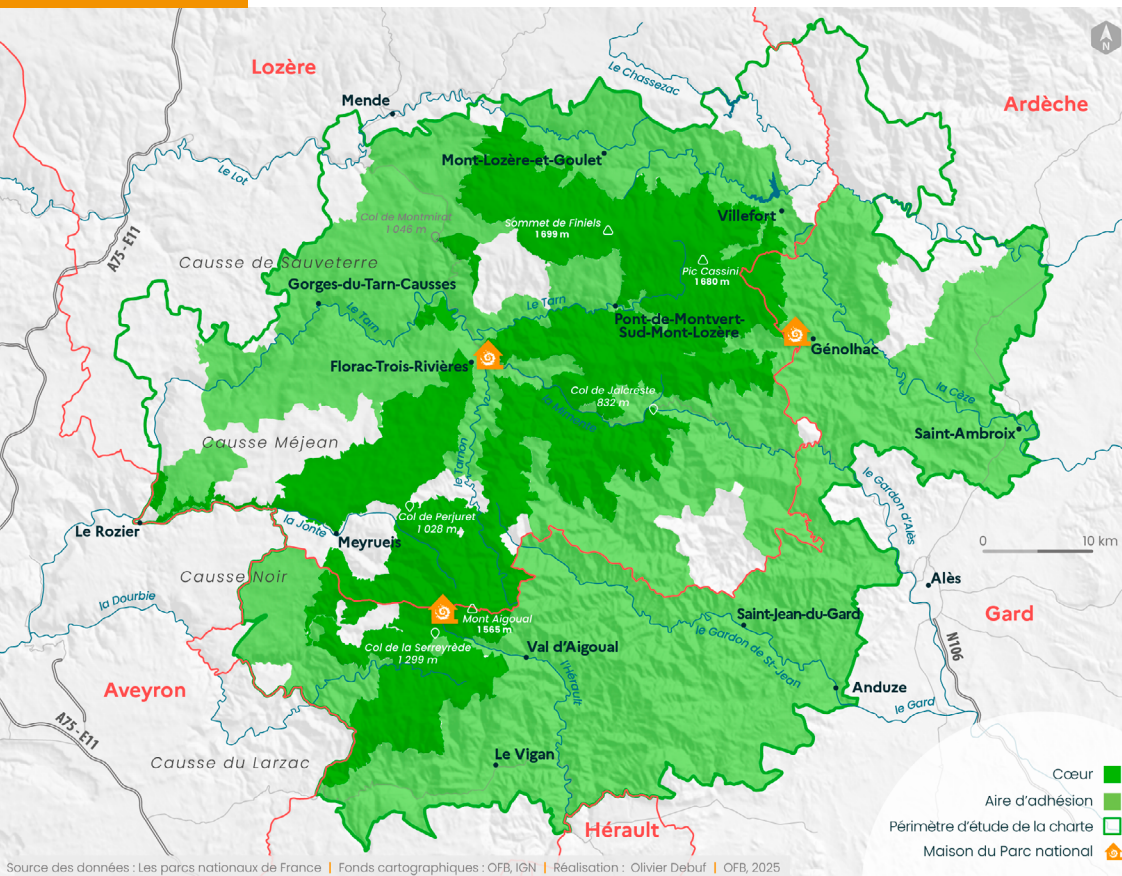 Lozère
Le Chassezac
N
Ardèche
Mende
Mont-Lozère-et-Goulet
Le Lot
Col de Montmirat
1 046 m
Sommet de Finiels
1 699 m
Villefort
A75-E11
Causse de Sauveterre
Pic Cassini
1 680 m
Gorges-du-Tarn-Causses
Le Tarn
Le Tarn
Pont-de-Montvert-
Sud-Mont-Lozère
Génolhac
Florac-Trois-Rivières
Col de Jalcreste
832 m
la Mimente
la Cèze
Saint-Ambroix
Causse Méjean
le Tarnon
le Gardon d'Alès
Le Rozier
la Jonte
Col de Perjuret
1 028 m
Meyrueis
0 10 km
Causse Noir
Alès
la Dourbie
Mont Aigoual
1 565 m
Saint-Jean-du-Gard
Gard
le Gardon de St-Jean
N106
Col de la Serreyrède
1 299 m
Val d'Aigoual
l'Hérault
Aveyron
Anduze
le Gard
A75-E11
Causse du Larzac
Le Vigan
Hérault
Cœur
Aire d'adhésion
Périmètre d'étude de la charte
Maison du Parc national
Source des données : Les parcs nationaux de France | Fonds cartographiques : OFB, IGN | Réalisation : Olivier Debuf | OFB, 2025